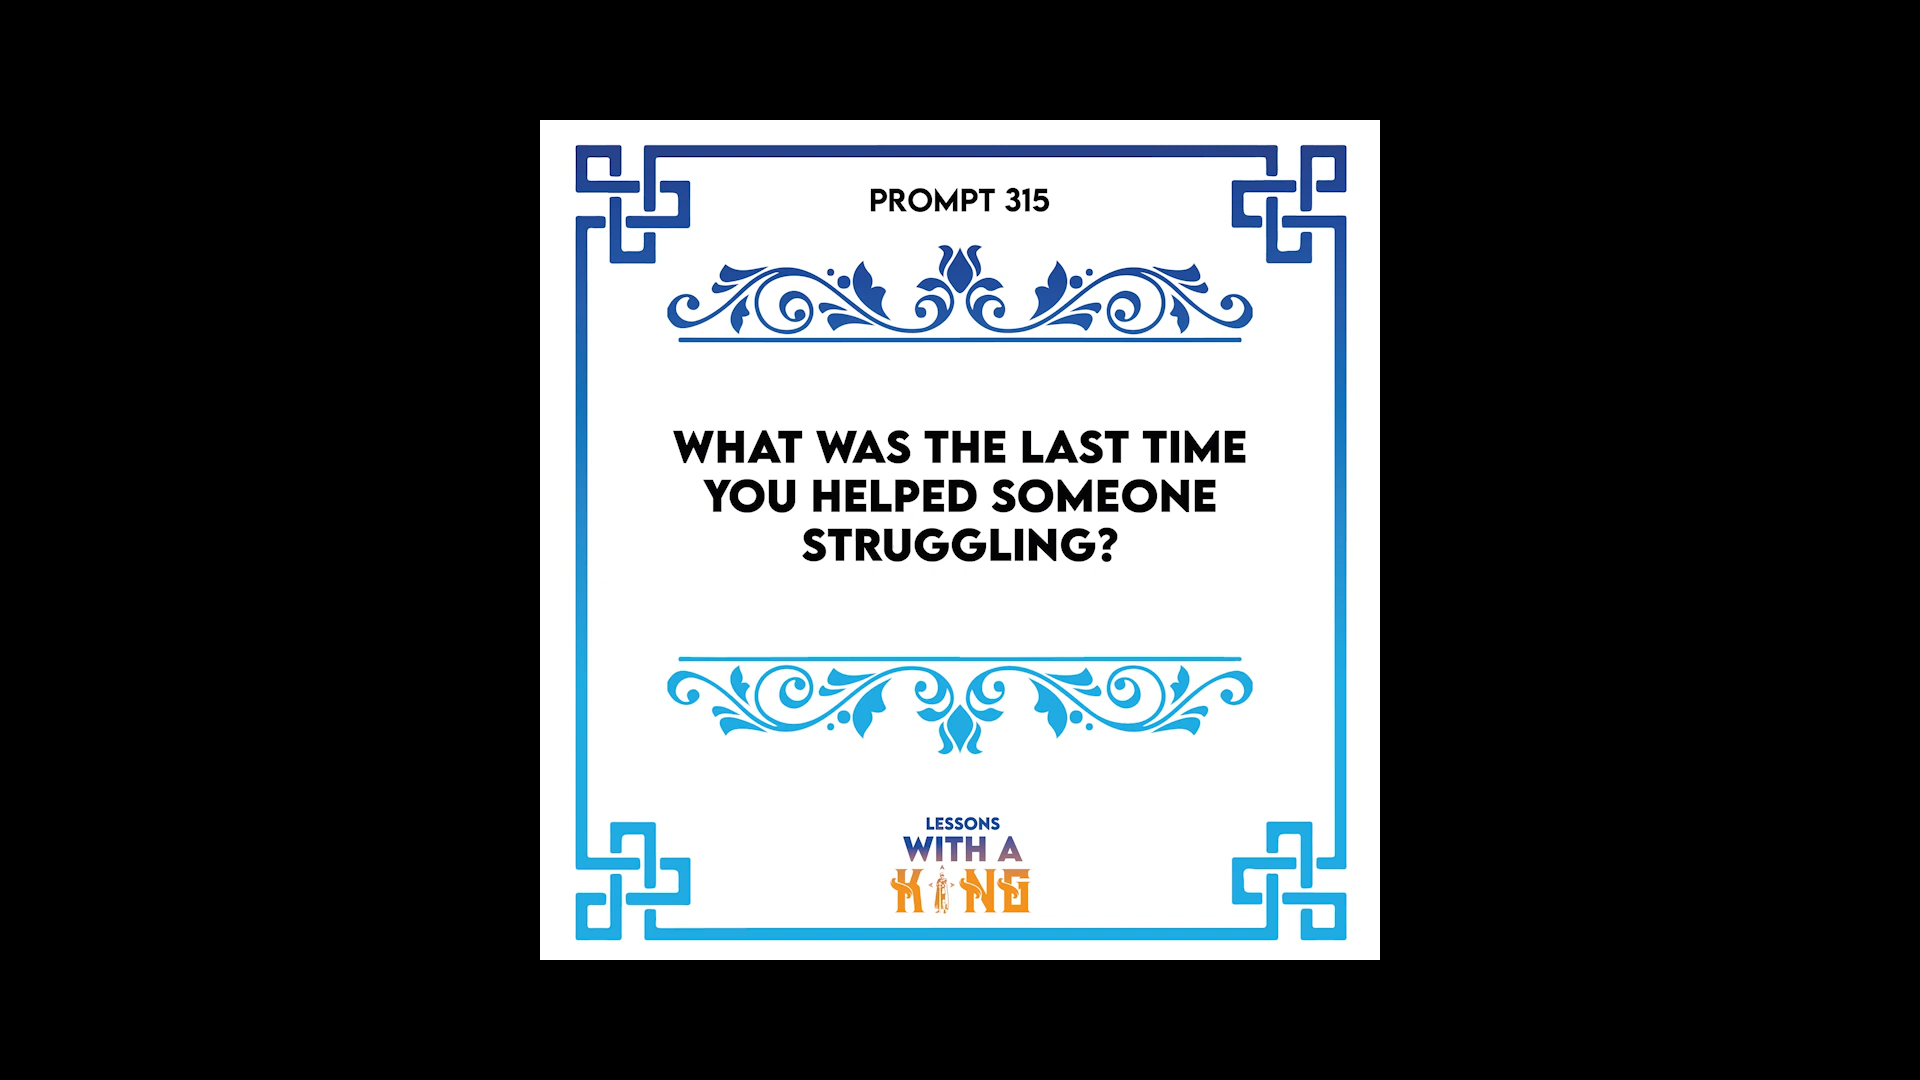 PROMPT 315
WHAT WAS THE LAST TIME
YOU HELPED SOMEONE
STRUGGLING?
LESSONS
WITH A
KING